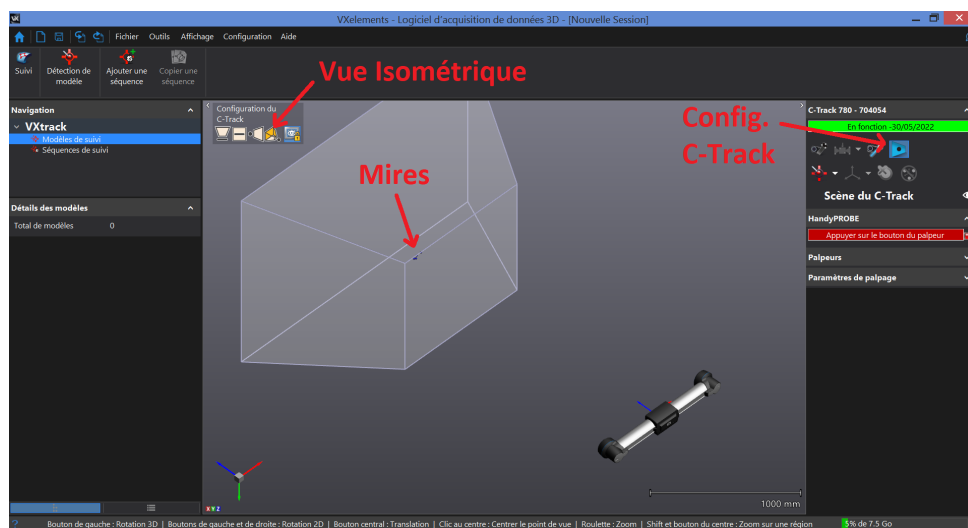 VXelements - Logiciel d'acquisition de données 3D - [Nouvelle Session]
Fichier Outils Affichage Configuration Aide
Suivi
Détection de modèle
Ajouter une séquence
Copier une séquence
Vue Isométrique
Navigation
VXtrack
Modèles de suivi
Séquences de suivi
Détails des modèles
Total de modèles 0
Configuration du
C-Track
Mires
Config.
C-Track
C-Track 780 - 704054
En fonction -30/05/2022
Scène du C-Track
HandyPROBE
Appuyer sur le bouton du palpeur
Palpeurs
Paramètres de palpage
1000 mm
X Y Z
Bouton de gauche : Rotation 3D | Boutons de gauche et de droite : Rotation 2D | Bouton central : Translation | Clic au centre : Centrer le point de vue | Roulette : Zoom | Shift et bouton du centre : Zoom sur une région
5% de 7.5 Go